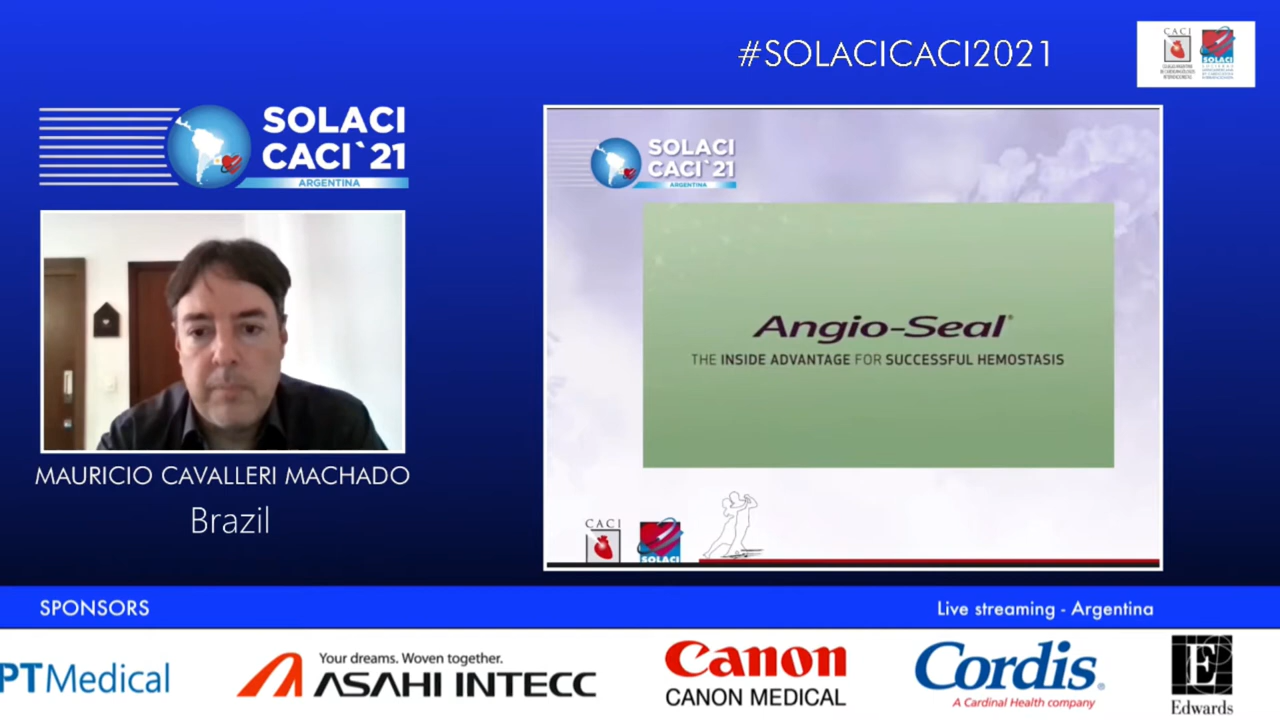 #SOLACICACI2021
CACI
SOLACI
SOLACI
CACI`21
ARGENTINA
SOLACI
CACI`21
ARGENTINA
Angio-Seal®
THE INSIDE ADVANTAGE FOR SUCCESSFUL HEMOSTASIS
CACI
SOLACI
MAURICIO CAVALLERI MACHADO
Brazil
SPONSORS
Live streaming - Argentina
PTMedical
Your dreams. Woven together.
ASAHI INTECC
Canon
CANON MEDICAL
Cordis®
A Cardinal Health company
E
Edwards